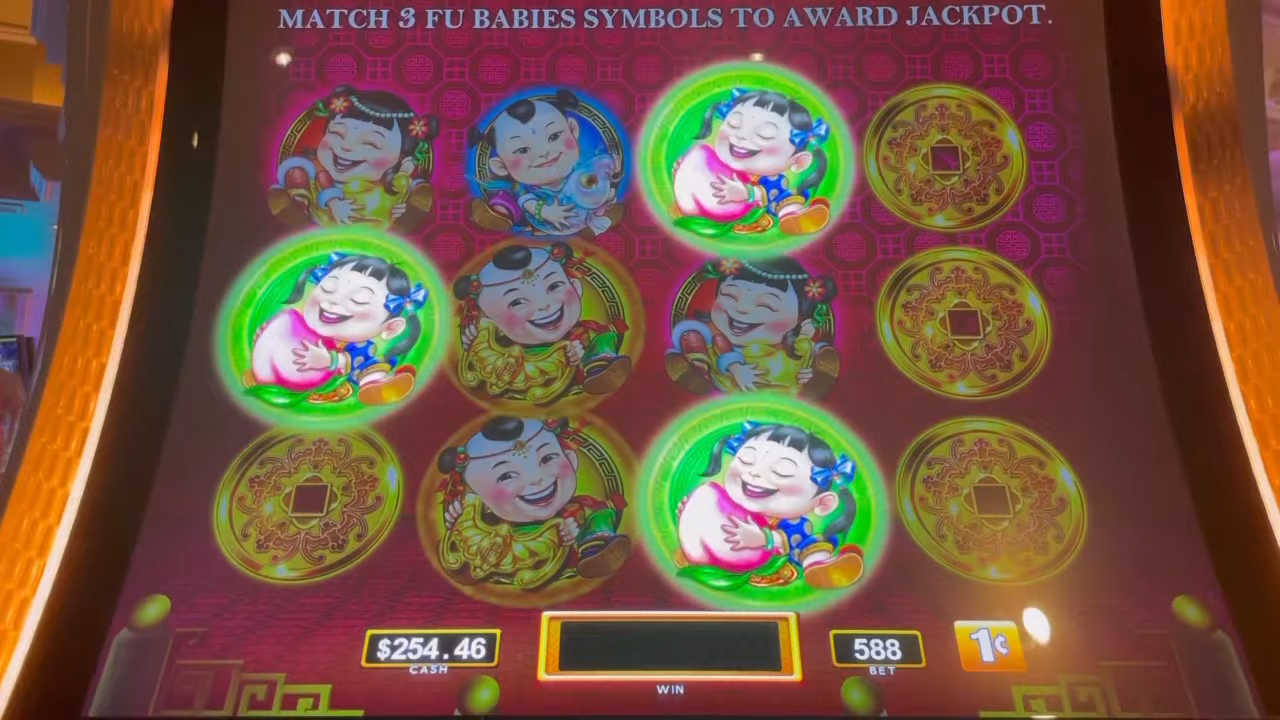 MATCH 3 FU BABIES SYMBOLS TO AWARD JACKPOT.
$254.46
CASH
WIN
588
BET
1¢